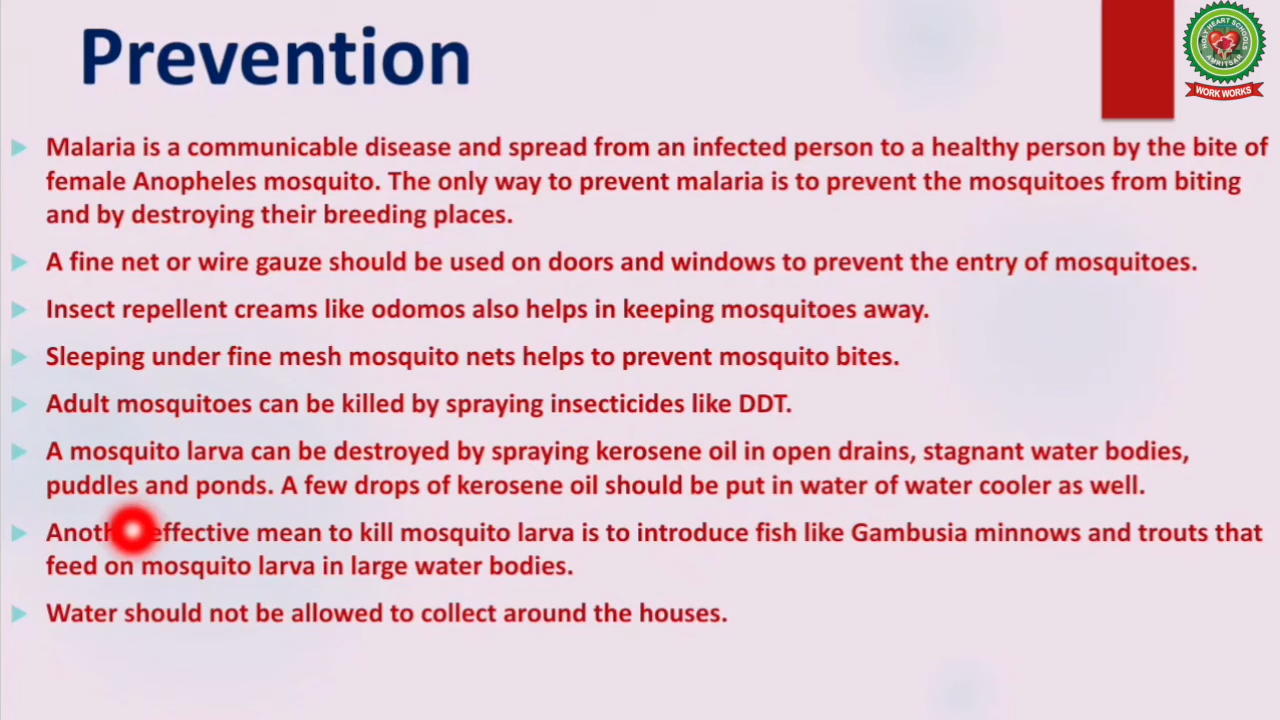 Prevention
HOLY HEART SCHOOLS
AMRITSAR
WORK WORKS
Malaria is a communicable disease and spread from an infected person to a healthy person by the bite of
female Anopheles mosquito. The only way to prevent malaria is to prevent the mosquitoes from biting
and by destroying their breeding places.
A fine net or wire gauze should be used on doors and windows to prevent the entry of mosquitoes.
Insect repellent creams like odomos also helps in keeping mosquitoes away.
Sleeping under fine mesh mosquito nets helps to prevent mosquito bites.
Adult mosquitoes can be killed by spraying insecticides like DDT.
A mosquito larva can be destroyed by spraying kerosene oil in open drains, stagnant water bodies,
puddles and ponds. A few drops of kerosene oil should be put in water of water cooler as well.
Another effective mean to kill mosquito larva is to introduce fish like Gambusia minnows and trouts that
feed on mosquito larva in large water bodies.
Water should not be allowed to collect around the houses.